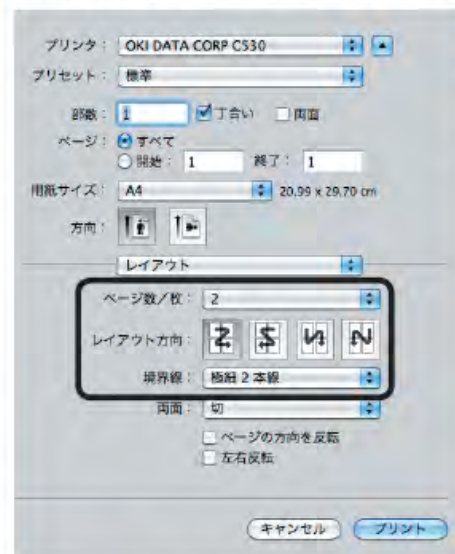 プリンタ： OKI DATA CORP C530
プリセット： 標準
部数： 1 丁合い 両面
ページ： すべて
開始： 1 終了： 1
用紙サイズ： A4 20.99 x 29.70 cm
方向：
レイアウト
ページ数／枚： 2
レイアウト方向：
境界線： 極細 2 本線
両面： 切
ページの方向を反転
左右反転
キャンセル プリント